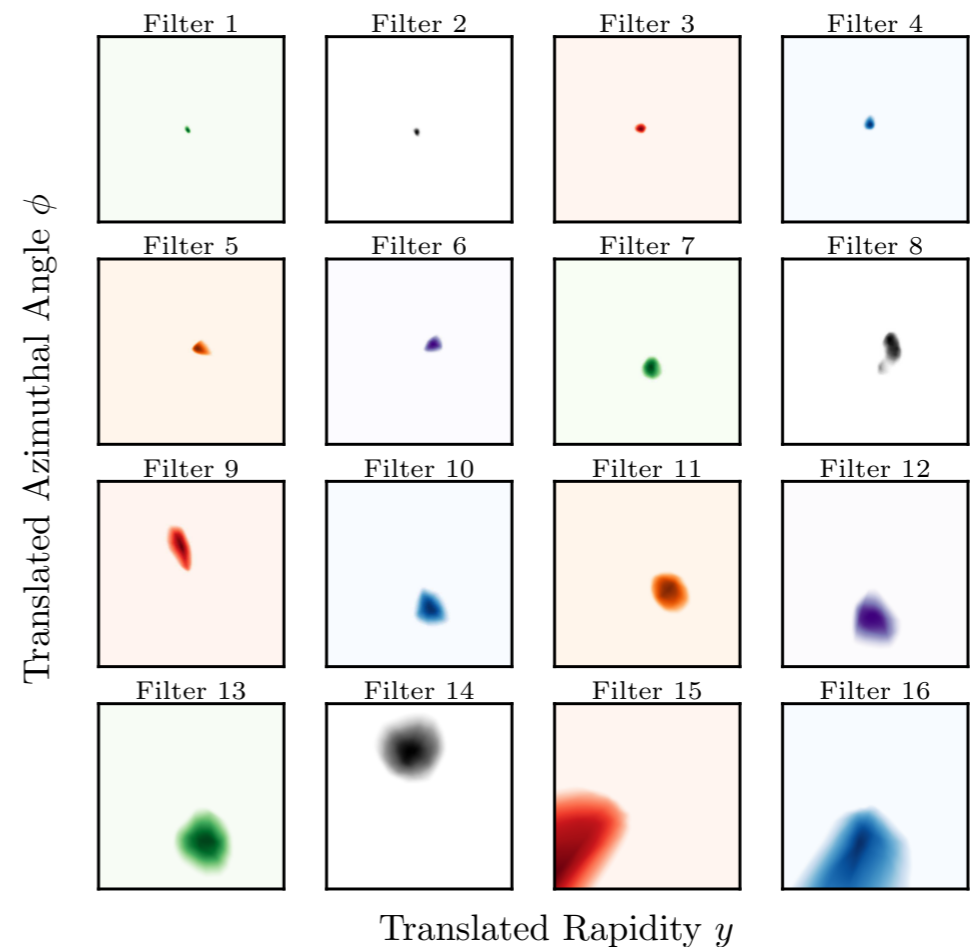 Filter 1
Filter 2
Filter 3
Filter 4
Filter 5
Filter 6
Filter 7
Filter 8
Filter 9
Filter 10
Filter 11
Filter 12
Filter 13
Filter 14
Filter 15
Filter 16
Translated Azimuthal Angle ϕ
Translated Rapidity y